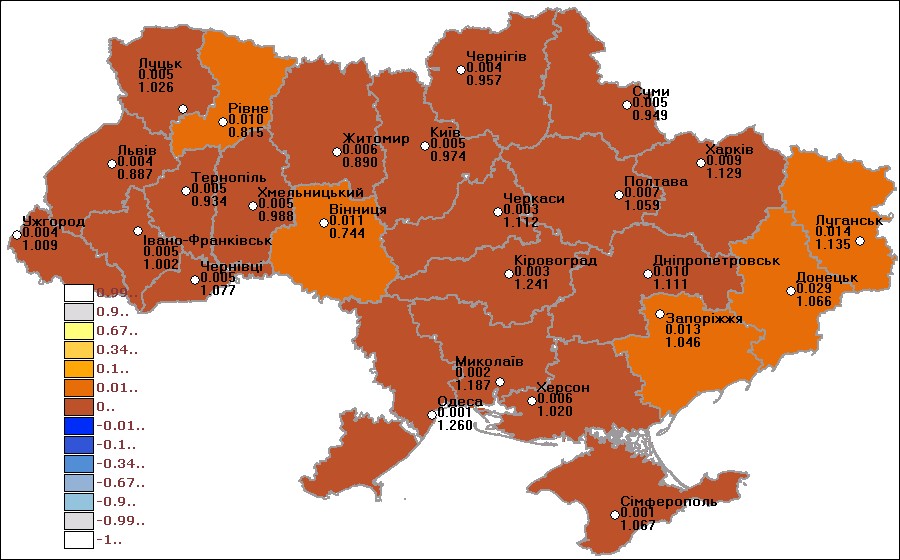 Чернігів
0.004
0.957
Луцьк
0.005
1.026
Суми
0.005
0.949
Рівне
0.010
0.815
Житомир
0.006
0.890
Київ
0.005
0.974
Харків
0.009
1.129
Львів
0.004
0.887
Тернопіль
0.005
0.934
Хмельницький
0.005
0.988
Вінниця
0.011
0.744
Черкаси
0.003
1.112
Полтава
0.007
1.059
Ужгород
0.004
1.009
Івано-Франківськ
0.005
1.002
Луганськ
0.014
1.135
Чернівці
0.005
1.077
Кіровоград
0.003
1.241
Дніпропетровськ
0.010
1.111
Донецьк
0.029
1.066
Запоріжжя
0.013
1.046
Миколаїв
0.002
1.187
Херсон
0.006
1.020
Одеса
0.001
1.260
Сімферополь
0.001
1.067
0.99..
0.9..
0.67..
0.34..
0.1..
0.01..
0..
-0.01..
-0.1..
-0.34..
-0.67..
-0.9..
-0.99..
-1..